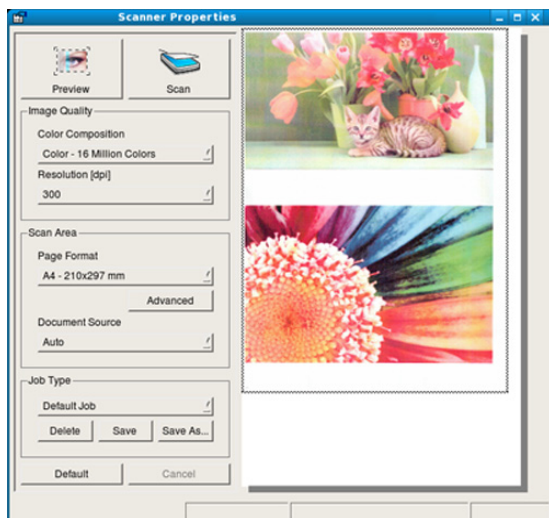 Scanner Properties
Preview
Scan
Image Quality
Color Composition
Color - 16 Million Colors
Resolution [dpi]
300
Scan Area
Page Format
A4 - 210x297 mm
Advanced
Document Source
Auto
Job Type
Default Job
Delete
Save
Save As...
Default
Cancel